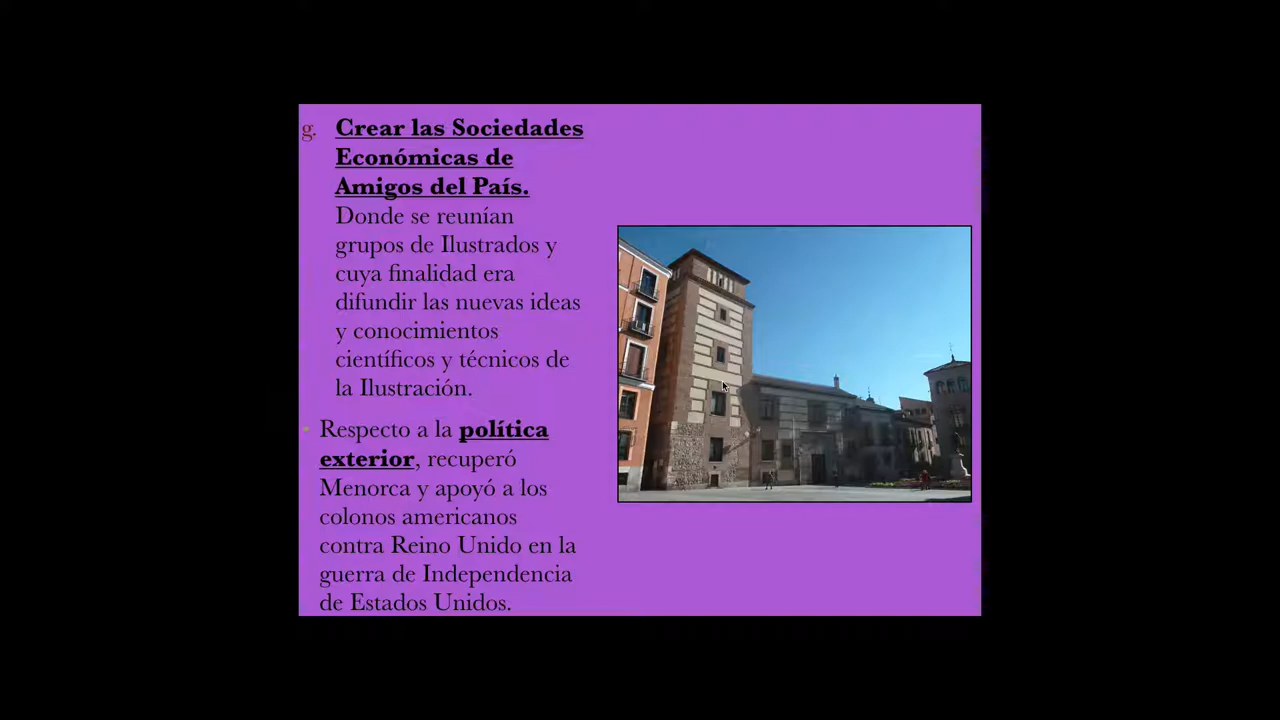 g. Crear las Sociedades
Económicas de
Amigos del País.
Donde se reunían
grupos de Ilustrados y
cuya finalidad era
difundir las nuevas ideas
y conocimientos
científicos y técnicos de
la Ilustración.
• Respecto a la política
exterior, recuperó
Menorca y apoyó a los
colonos americanos
contra Reino Unido en la
guerra de Independencia
de Estados Unidos.